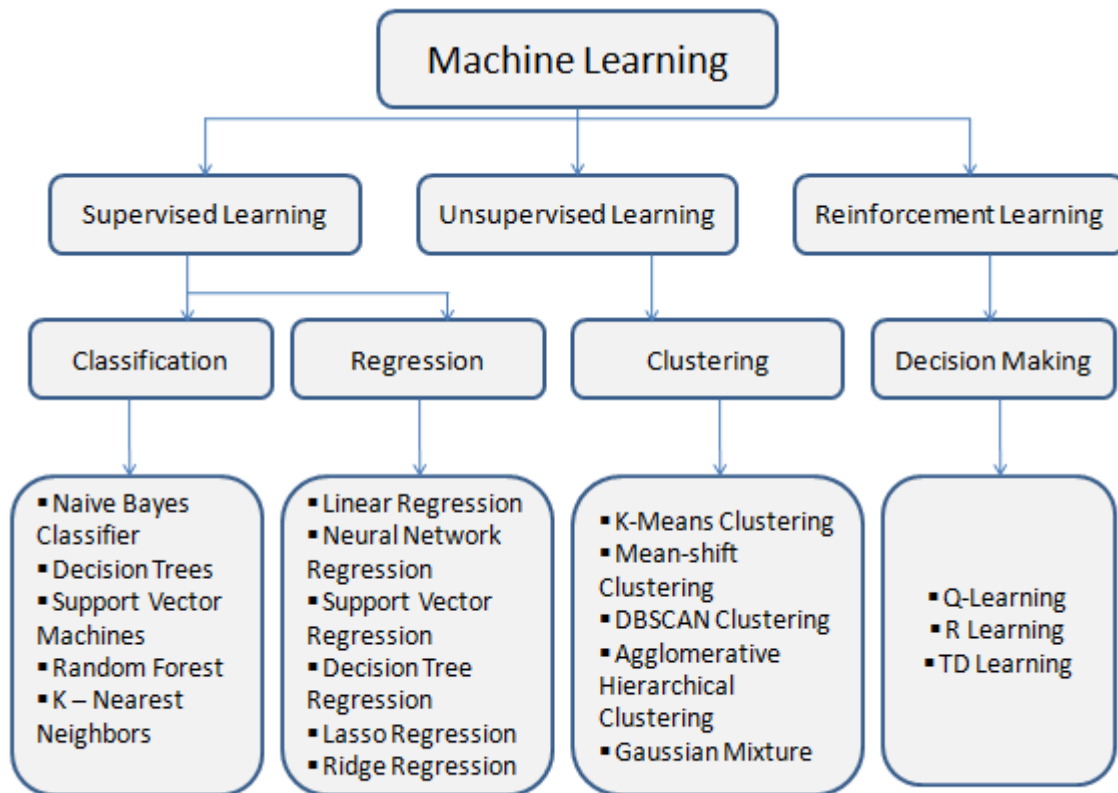 Machine Learning
Supervised Learning
Unsupervised Learning
Reinforcement Learning
Classification
Regression
Clustering
Decision Making
▪ Naive Bayes
Classifier
▪ Decision Trees
▪ Support Vector
Machines
▪ Random Forest
▪ K – Nearest
Neighbors
▪ Linear Regression
▪ Neural Network
Regression
▪ Support Vector
Regression
▪ Decision Tree
Regression
▪ Lasso Regression
▪ Ridge Regression
▪ K-Means Clustering
▪ Mean-shift
Clustering
▪ DBSCAN Clustering
▪ Agglomerative
Hierarchical
Clustering
▪ Gaussian Mixture
▪ Q-Learning
▪ R Learning
▪ TD Learning